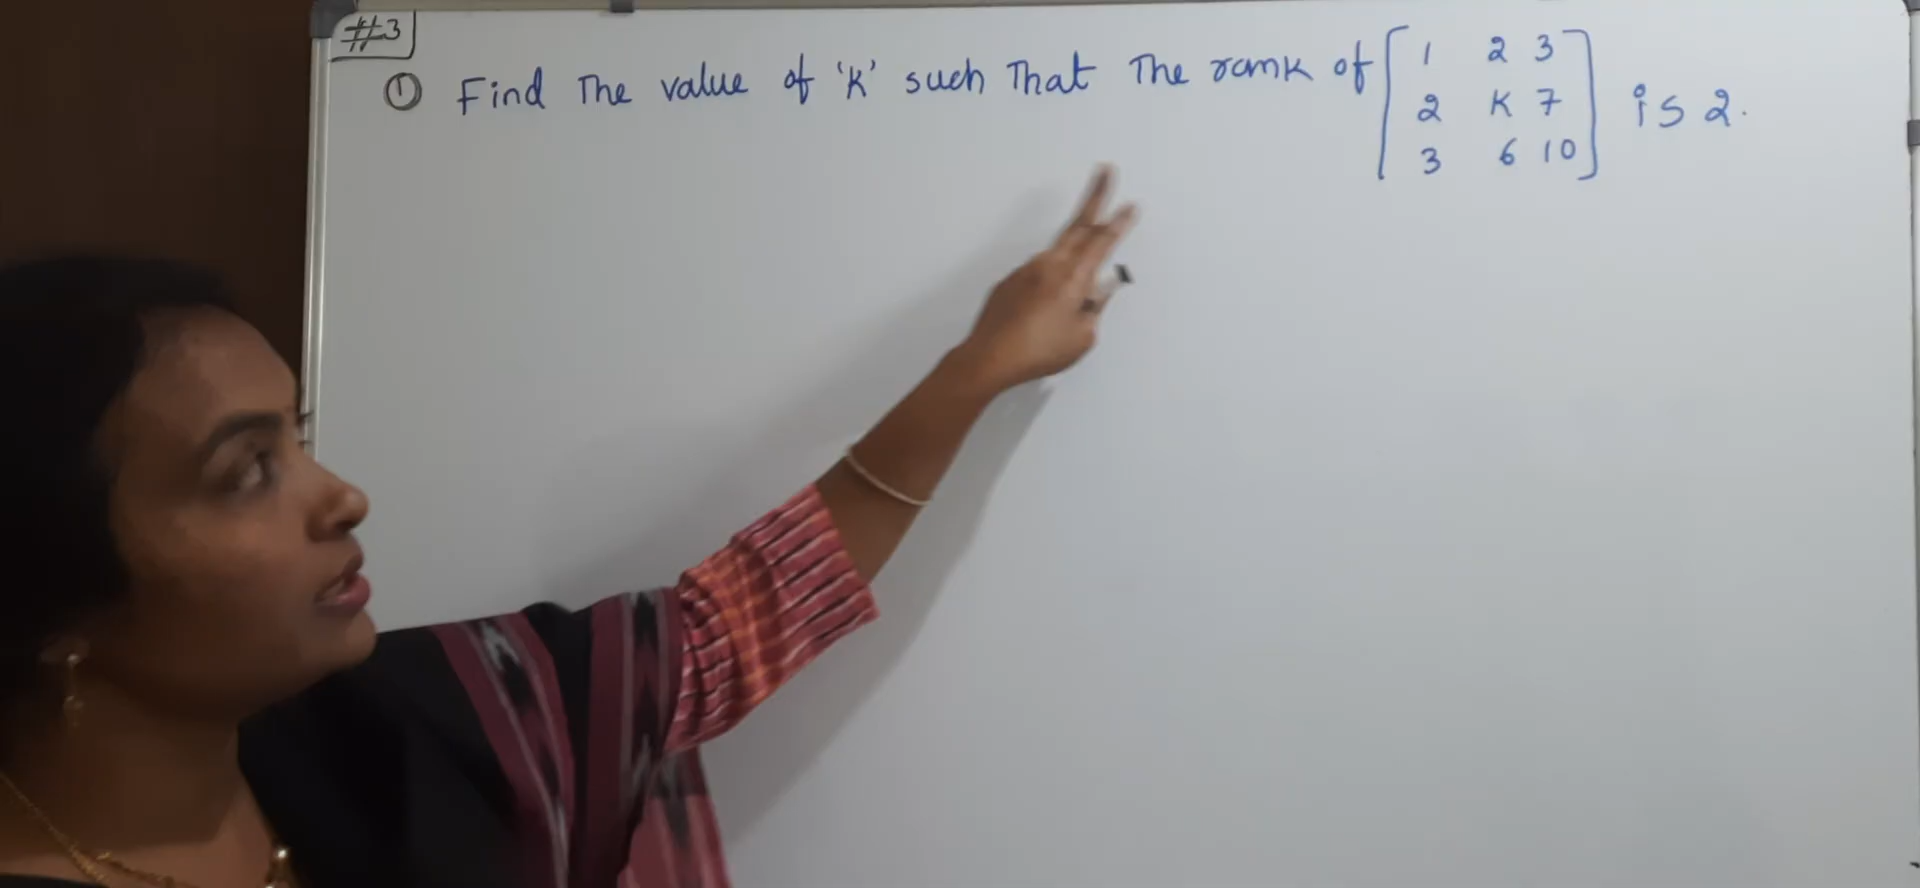 #3
① Find The value of 'K' such That The rank of [1 2 3
2 K 7
3 6 10] is 2.